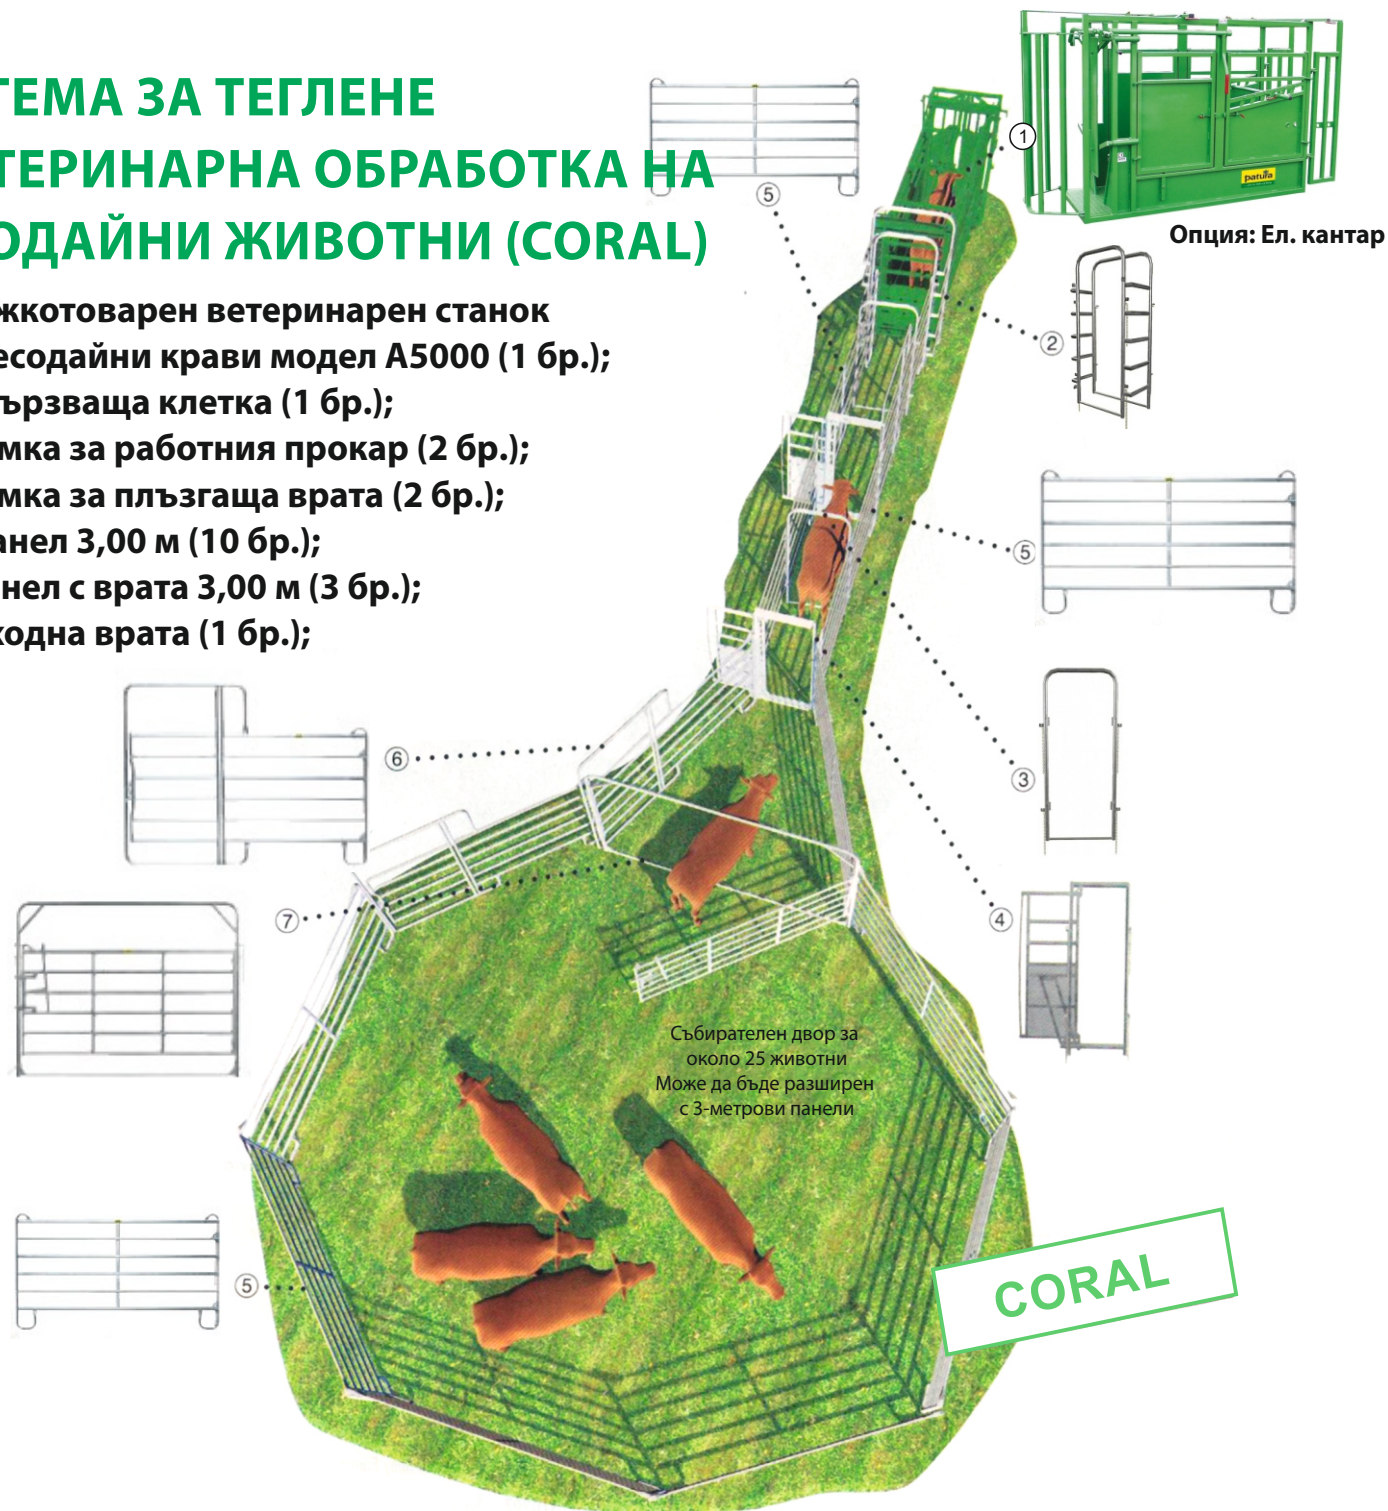 ТЕМА ЗА ТЕГЛЕНЕ
ТЕРИНАРНА ОБРАБОТКА НА
ОДАЙНИ ЖИВОТНИ (CORAL)
жкотоварен ветеринарен станок
есодайни крави модел А5000 (1 бр.);
ързваща клетка (1 бр.);
мка за работния прокар (2 бр.);
мка за плъзгаща врата (2 бр.);
анел 3,00 м (10 бр.);
нел с врата 3,00 м (3 бр.);
ходна врата (1 бр.);
1
patura
Опция: Ел. кантар
5
2
5
6
3
7
4
Събирателен двор за
около 25 животни
Може да бъде разширен
с 3-метрови панели
5
CORAL